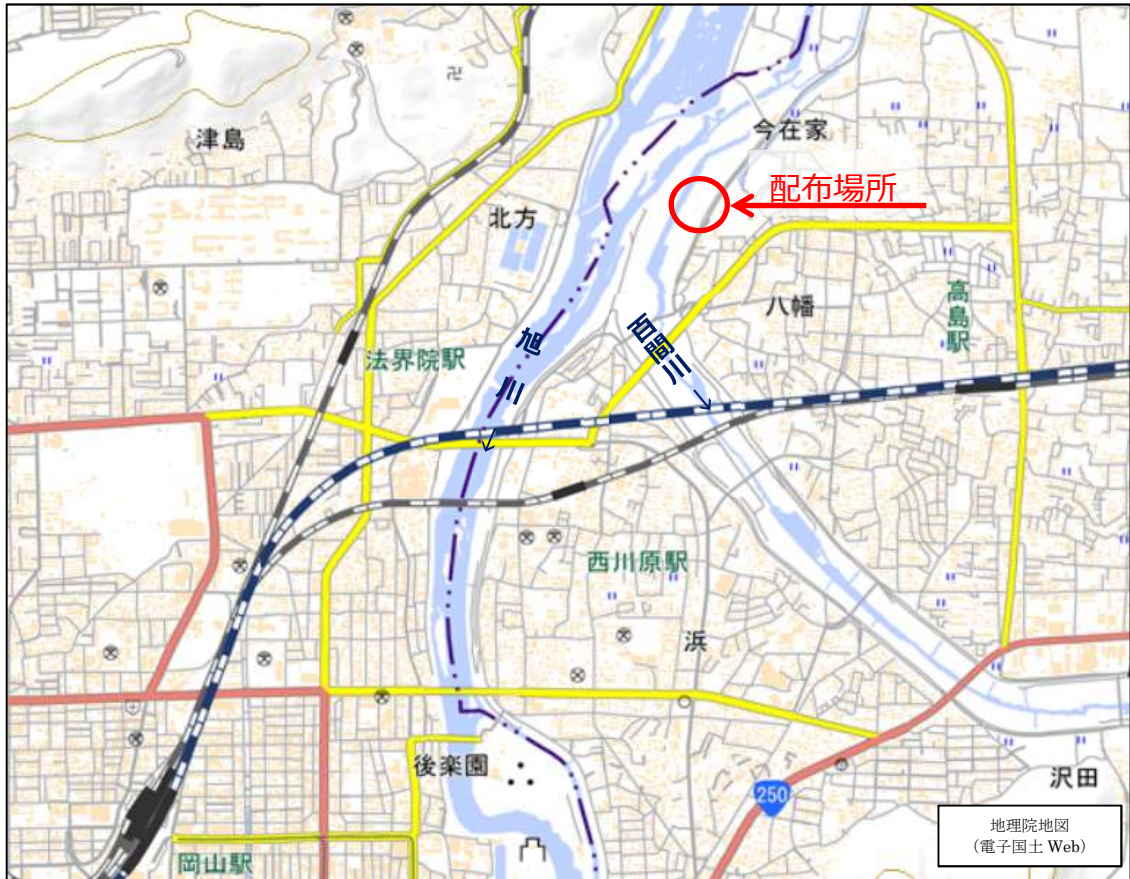 津島
今在家
配布場所
北方
八幡
高島駅
百間川
旭川
法界院駅
西川原駅
浜
後楽園
250
沢田
岡山駅
地理院地図
(電子国土 Web)